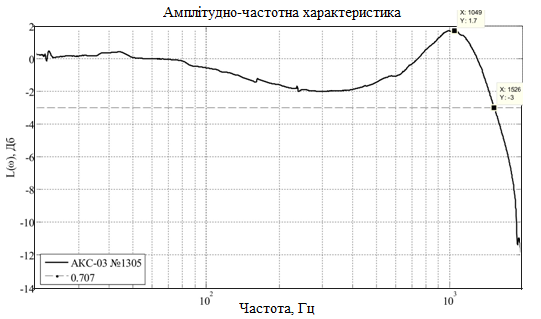 Амплітудно-частотна характеристика
X: 1049
Y: 1.7
X: 1526
Y: -3
L(ω), Дб
2
0
-2
-4
-6
-8
-10
-12
-14
АКС-03 №1305
0.707
10²
10³
Частота, Гц